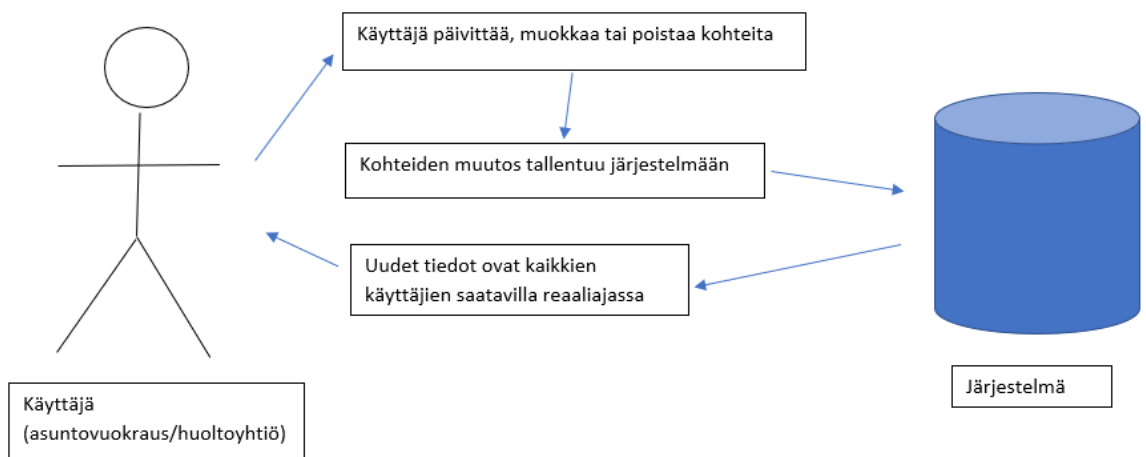 Käyttäjä päivittää, muokkaa tai poistaa kohteita
Kohteiden muutos tallentuu järjestelmään
Uudet tiedot ovat kaikkien
käyttäjien saatavilla reaaliajassa
Käyttäjä
(asuntovuokraus/huoltoyhtiö)
Järjestelmä